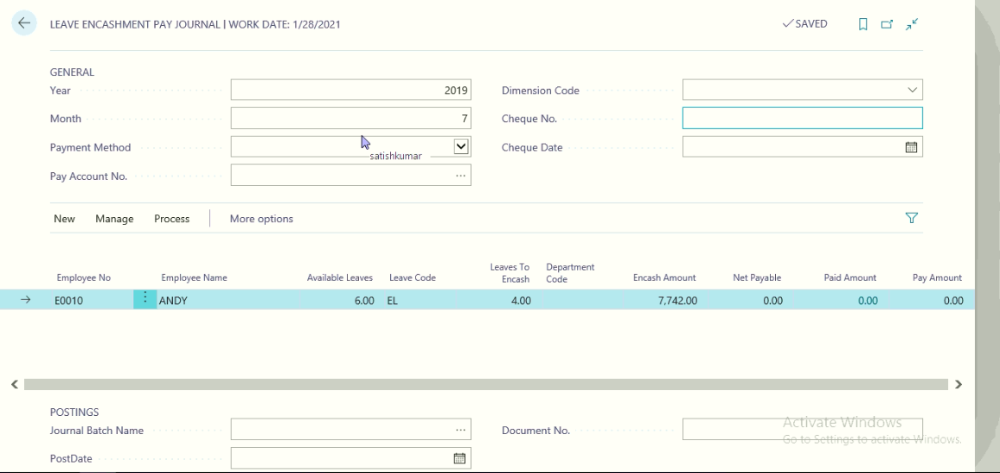 LEAVE ENCASHMENT PAY JOURNAL | WORK DATE: 1/28/2021
SAVED
GENERAL
Year 2019
Dimension Code
Month 7
Cheque No.
Payment Method
satishkumar
Cheque Date
Pay Account No. ...
New Manage Process More options
Employee No Employee Name Available Leaves Leave Code Leaves To Encash Department Code Encash Amount Net Payable Paid Amount Pay Amount
E0010 ANDY 6.00 EL 4.00 7,742.00 0.00 0.00 0.00
POSTINGS
Journal Batch Name ...
Document No.
PostDate
Activate Windows
Go to Settings to activate Windows.